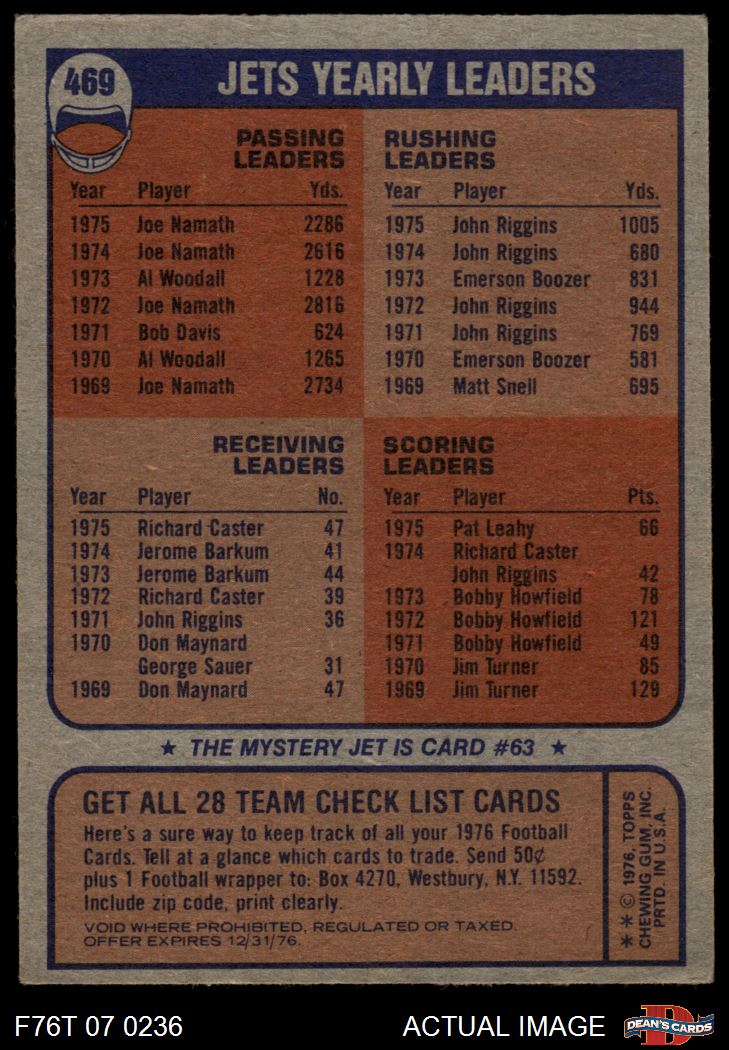 469
JETS YEARLY LEADERS
PASSING
LEADERS
Year Player Yds.
1975 Joe Namath 2286
1974 Joe Namath 2616
1973 Al Woodall 1228
1972 Joe Namath 2816
1971 Bob Davis 624
1970 Al Woodall 1265
1969 Joe Namath 2734
RUSHING
LEADERS
Year Player Yds.
1975 John Riggins 1005
1974 John Riggins 680
1973 Emerson Boozer 831
1972 John Riggins 944
1971 John Riggins 769
1970 Emerson Boozer 581
1969 Matt Snell 695
RECEIVING
LEADERS
Year Player No.
1975 Richard Caster 47
1974 Jerome Barkum 41
1973 Jerome Barkum 44
1972 Richard Caster 39
1971 John Riggins 36
1970 Don Maynard
George Sauer 31
1969 Don Maynard 47
SCORING
LEADERS
Year Player Pts.
1975 Pat Leahy 66
1974 Richard Caster
John Riggins 42
1973 Bobby Howfield 78
1972 Bobby Howfield 121
1971 Bobby Howfield 49
1970 Jim Turner 85
1969 Jim Turner 129
★ THE MYSTERY JET IS CARD #63 ★
GET ALL 28 TEAM CHECK LIST CARDS
Here's a sure way to keep track of all your 1976 Football
Cards. Tell at a glance which cards to trade. Send 50¢
plus 1 Football wrapper to: Box 4270, Westbury, N.Y. 11592.
Include zip code, print clearly.
VOID WHERE PROHIBITED, REGULATED OR TAXED.
OFFER EXPIRES 12/31/76.
** © 1976, TOPPS
CHEWING GUM, INC.
PRTD. IN U.S.A.
F76T 07 0236
ACTUAL IMAGE
D
DEAN'S CARDS